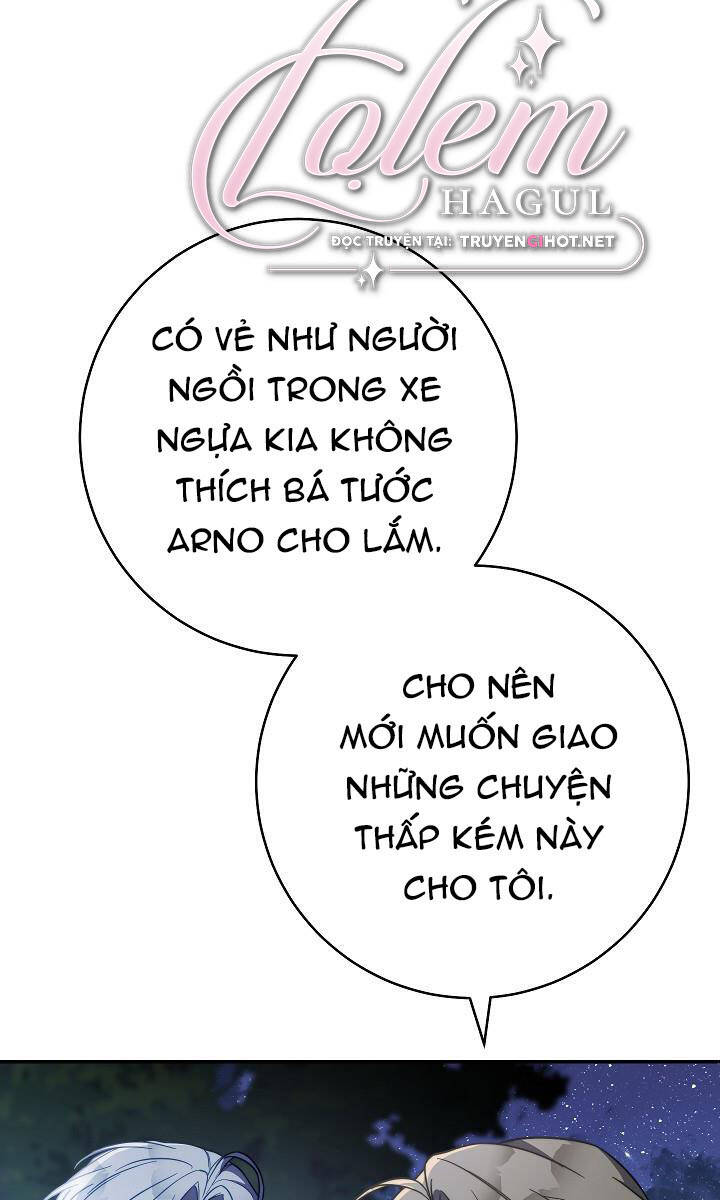 Lọlem
HAGUL
ĐỌC TRUYỆN TẠI: TRUYENGIHOT.NET
CÓ VẺ NHƯ NGƯỜI
NGỒI TRONG XE
NGỰA KIA KHÔNG
THÍCH BÁ TƯỚC
ARNO CHO LẮM.
CHO NÊN
MỚI MUỐN GIAO
NHỮNG CHUYỆN
THẤP KÉM NÀY
CHO TÔI.